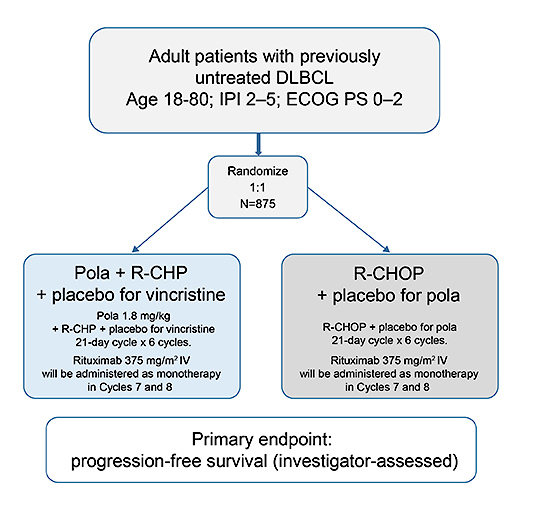 Adult patients with previously
untreated DLBCL
Age 18-80; IPI 2–5; ECOG PS 0–2
Randomize
1:1
N=875
Pola + R-CHP
+ placebo for vincristine
Pola 1.8 mg/kg
+ R-CHP + placebo for vincristine
21-day cycle x 6 cycles.
Rituximab 375 mg/m² IV
will be administered as monotherapy
in Cycles 7 and 8
R-CHOP
+ placebo for pola
R-CHOP + placebo for pola
21-day cycle x 6 cycles.
Rituximab 375 mg/m² IV
will be administered as monotherapy
in Cycles 7 and 8
Primary endpoint:
progression-free survival (investigator-assessed)